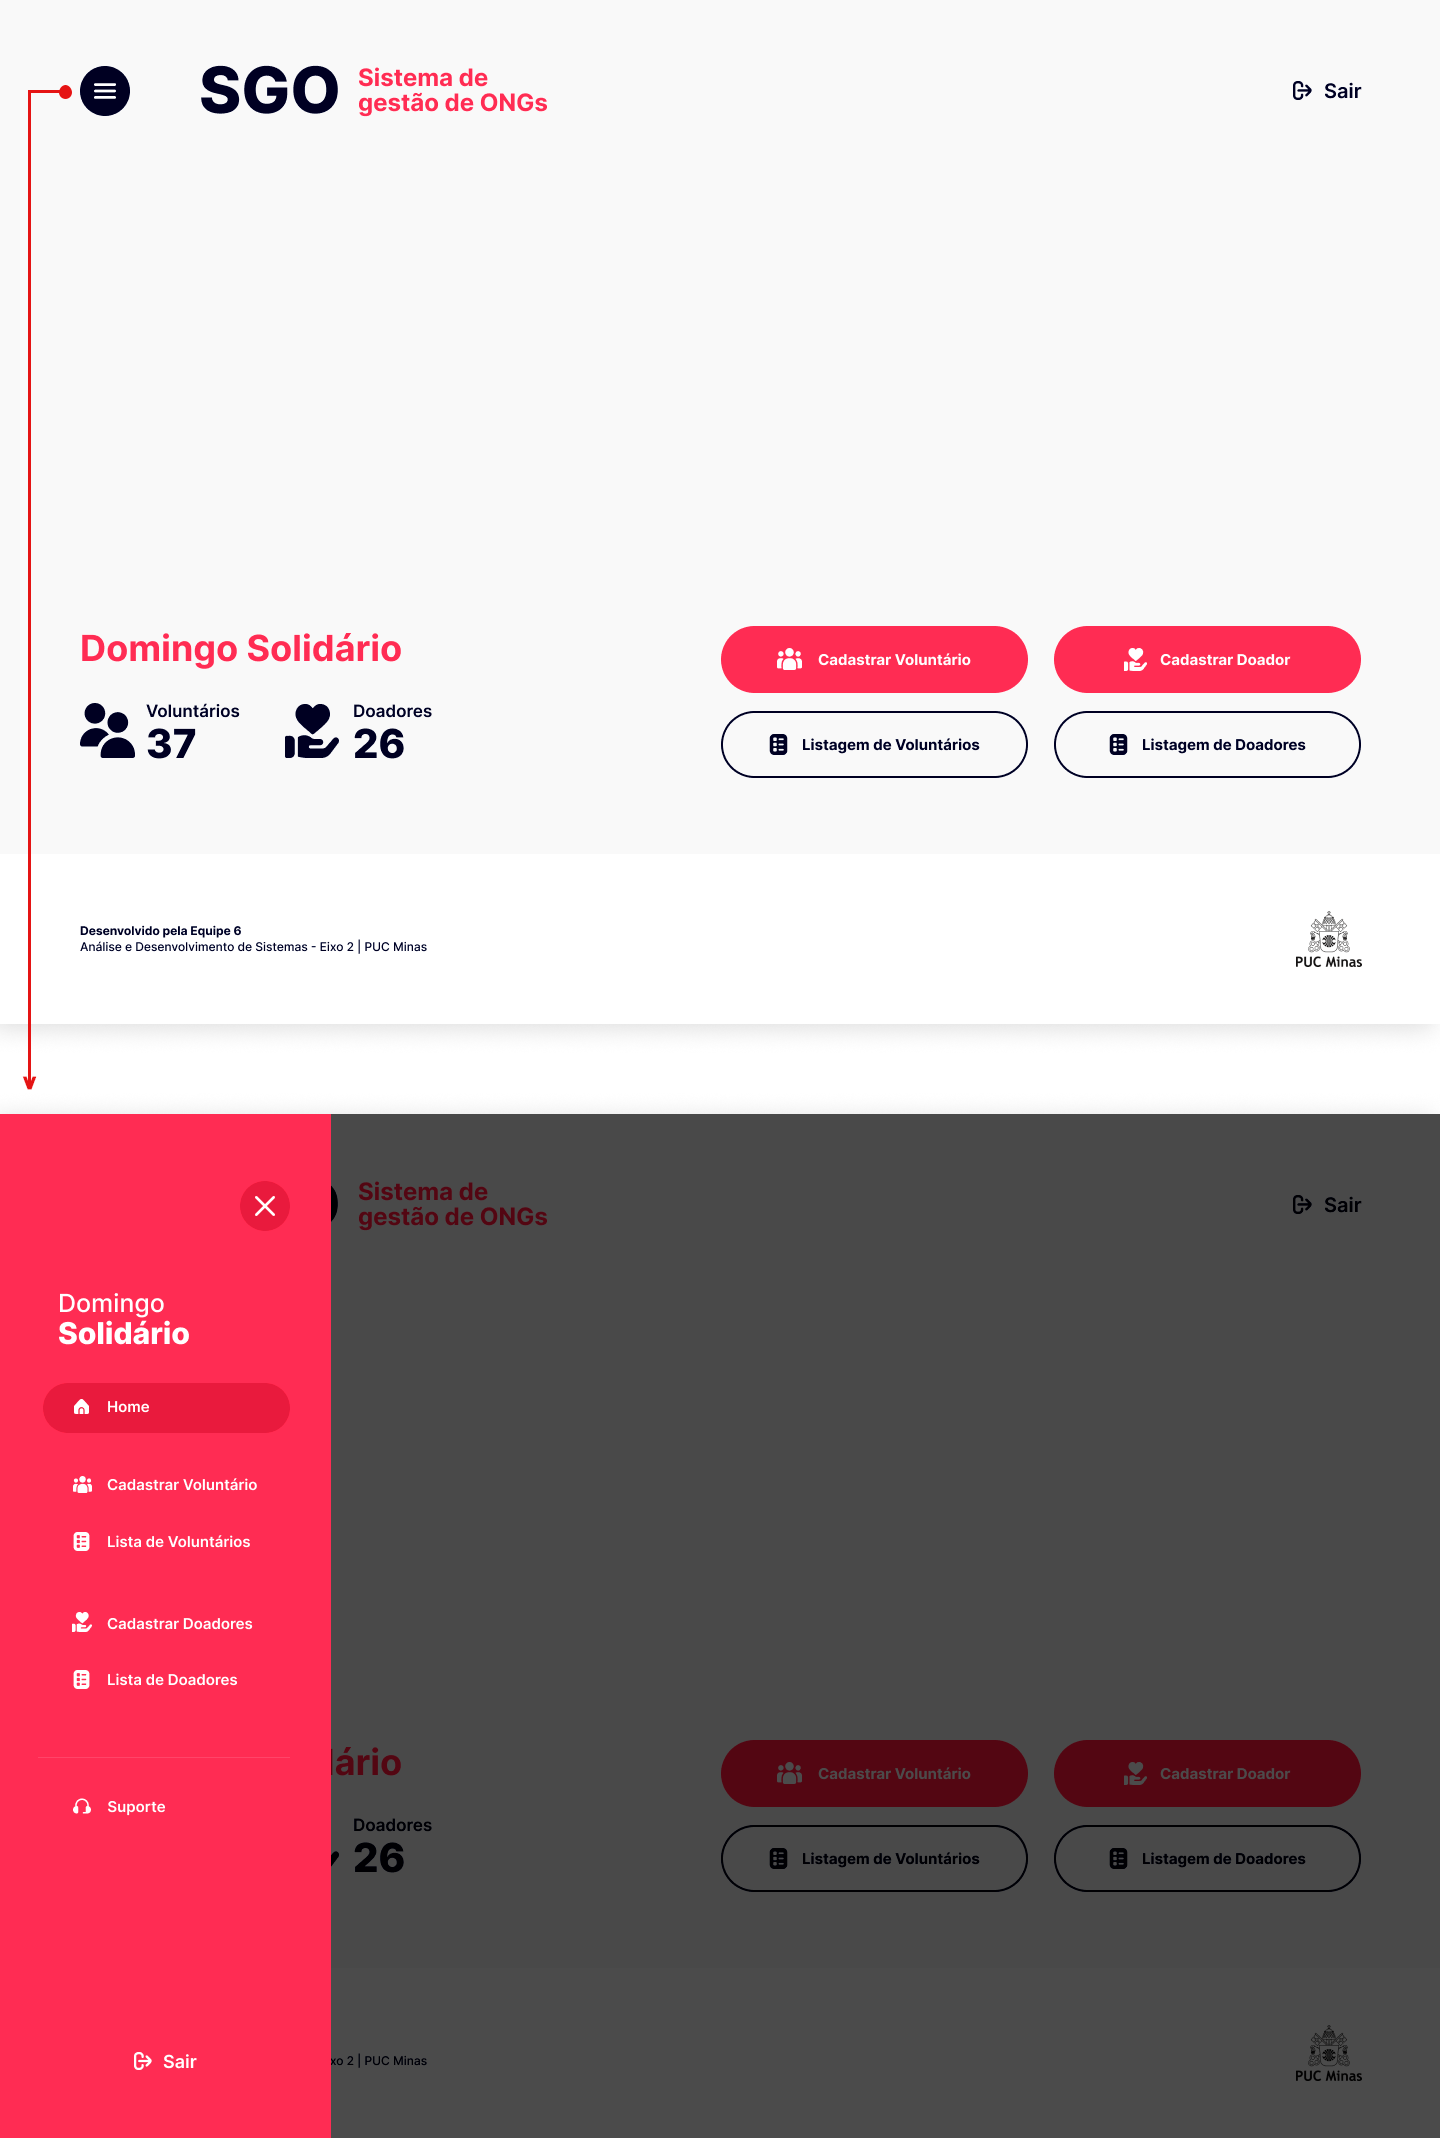 SGO
Sistema de
gestão de ONGs
Sair
Domingo Solidário
Voluntários
37
Doadores
26
Cadastrar Voluntário
Cadastrar Doador
Listagem de Voluntários
Listagem de Doadores
Desenvolvido pela Equipe 6
Análise e Desenvolvimento de Sistemas - Eixo 2 | PUC Minas
PUC Minas
Sistema de
gestão de ONGs
Sair
Domingo
Solidário
Home
Cadastrar Voluntário
Lista de Voluntários
Cadastrar Doadores
Lista de Doadores
Suporte
Sair
lário
Doadores
26
Cadastrar Voluntário
Cadastrar Doador
Listagem de Voluntários
Listagem de Doadores
ixo 2 | PUC Minas
PUC Minas